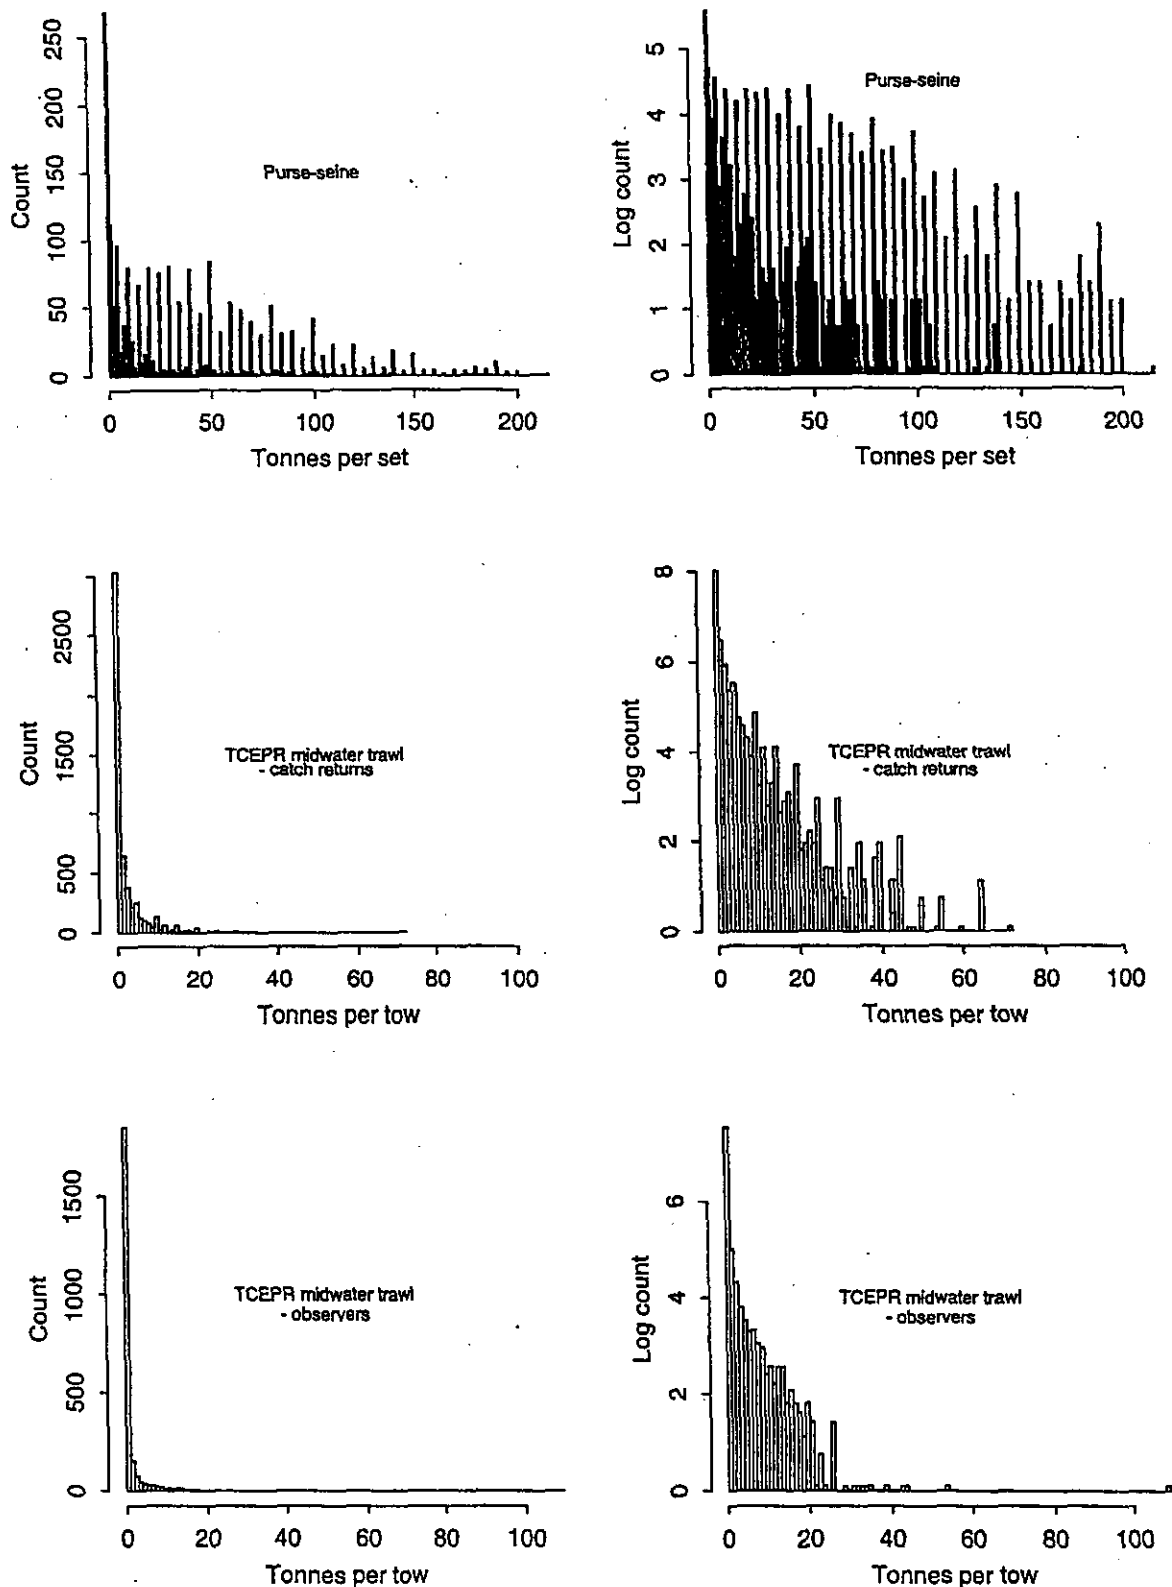 250
200
150
100
50
0
Count
Purse-seine
0 50 100 150 200
Tonnes per set
5
4
3
2
1
0
Log count
Purse-seine
0 50 100 150 200
Tonnes per set
2500
1500
500
0
Count
TCEPR midwater trawl
- catch returns
0 20 40 60 80 100
Tonnes per tow
8
6
4
2
0
Log count
TCEPR midwater trawl
- catch returns
0 20 40 60 80 100
Tonnes per tow
1500
1000
500
0
Count
TCEPR midwater trawl
- observers
0 20 40 60 80 100
Tonnes per tow
6
4
2
0
Log count
TCEPR midwater trawl
- observers
0 20 40 60 80 100
Tonnes per tow